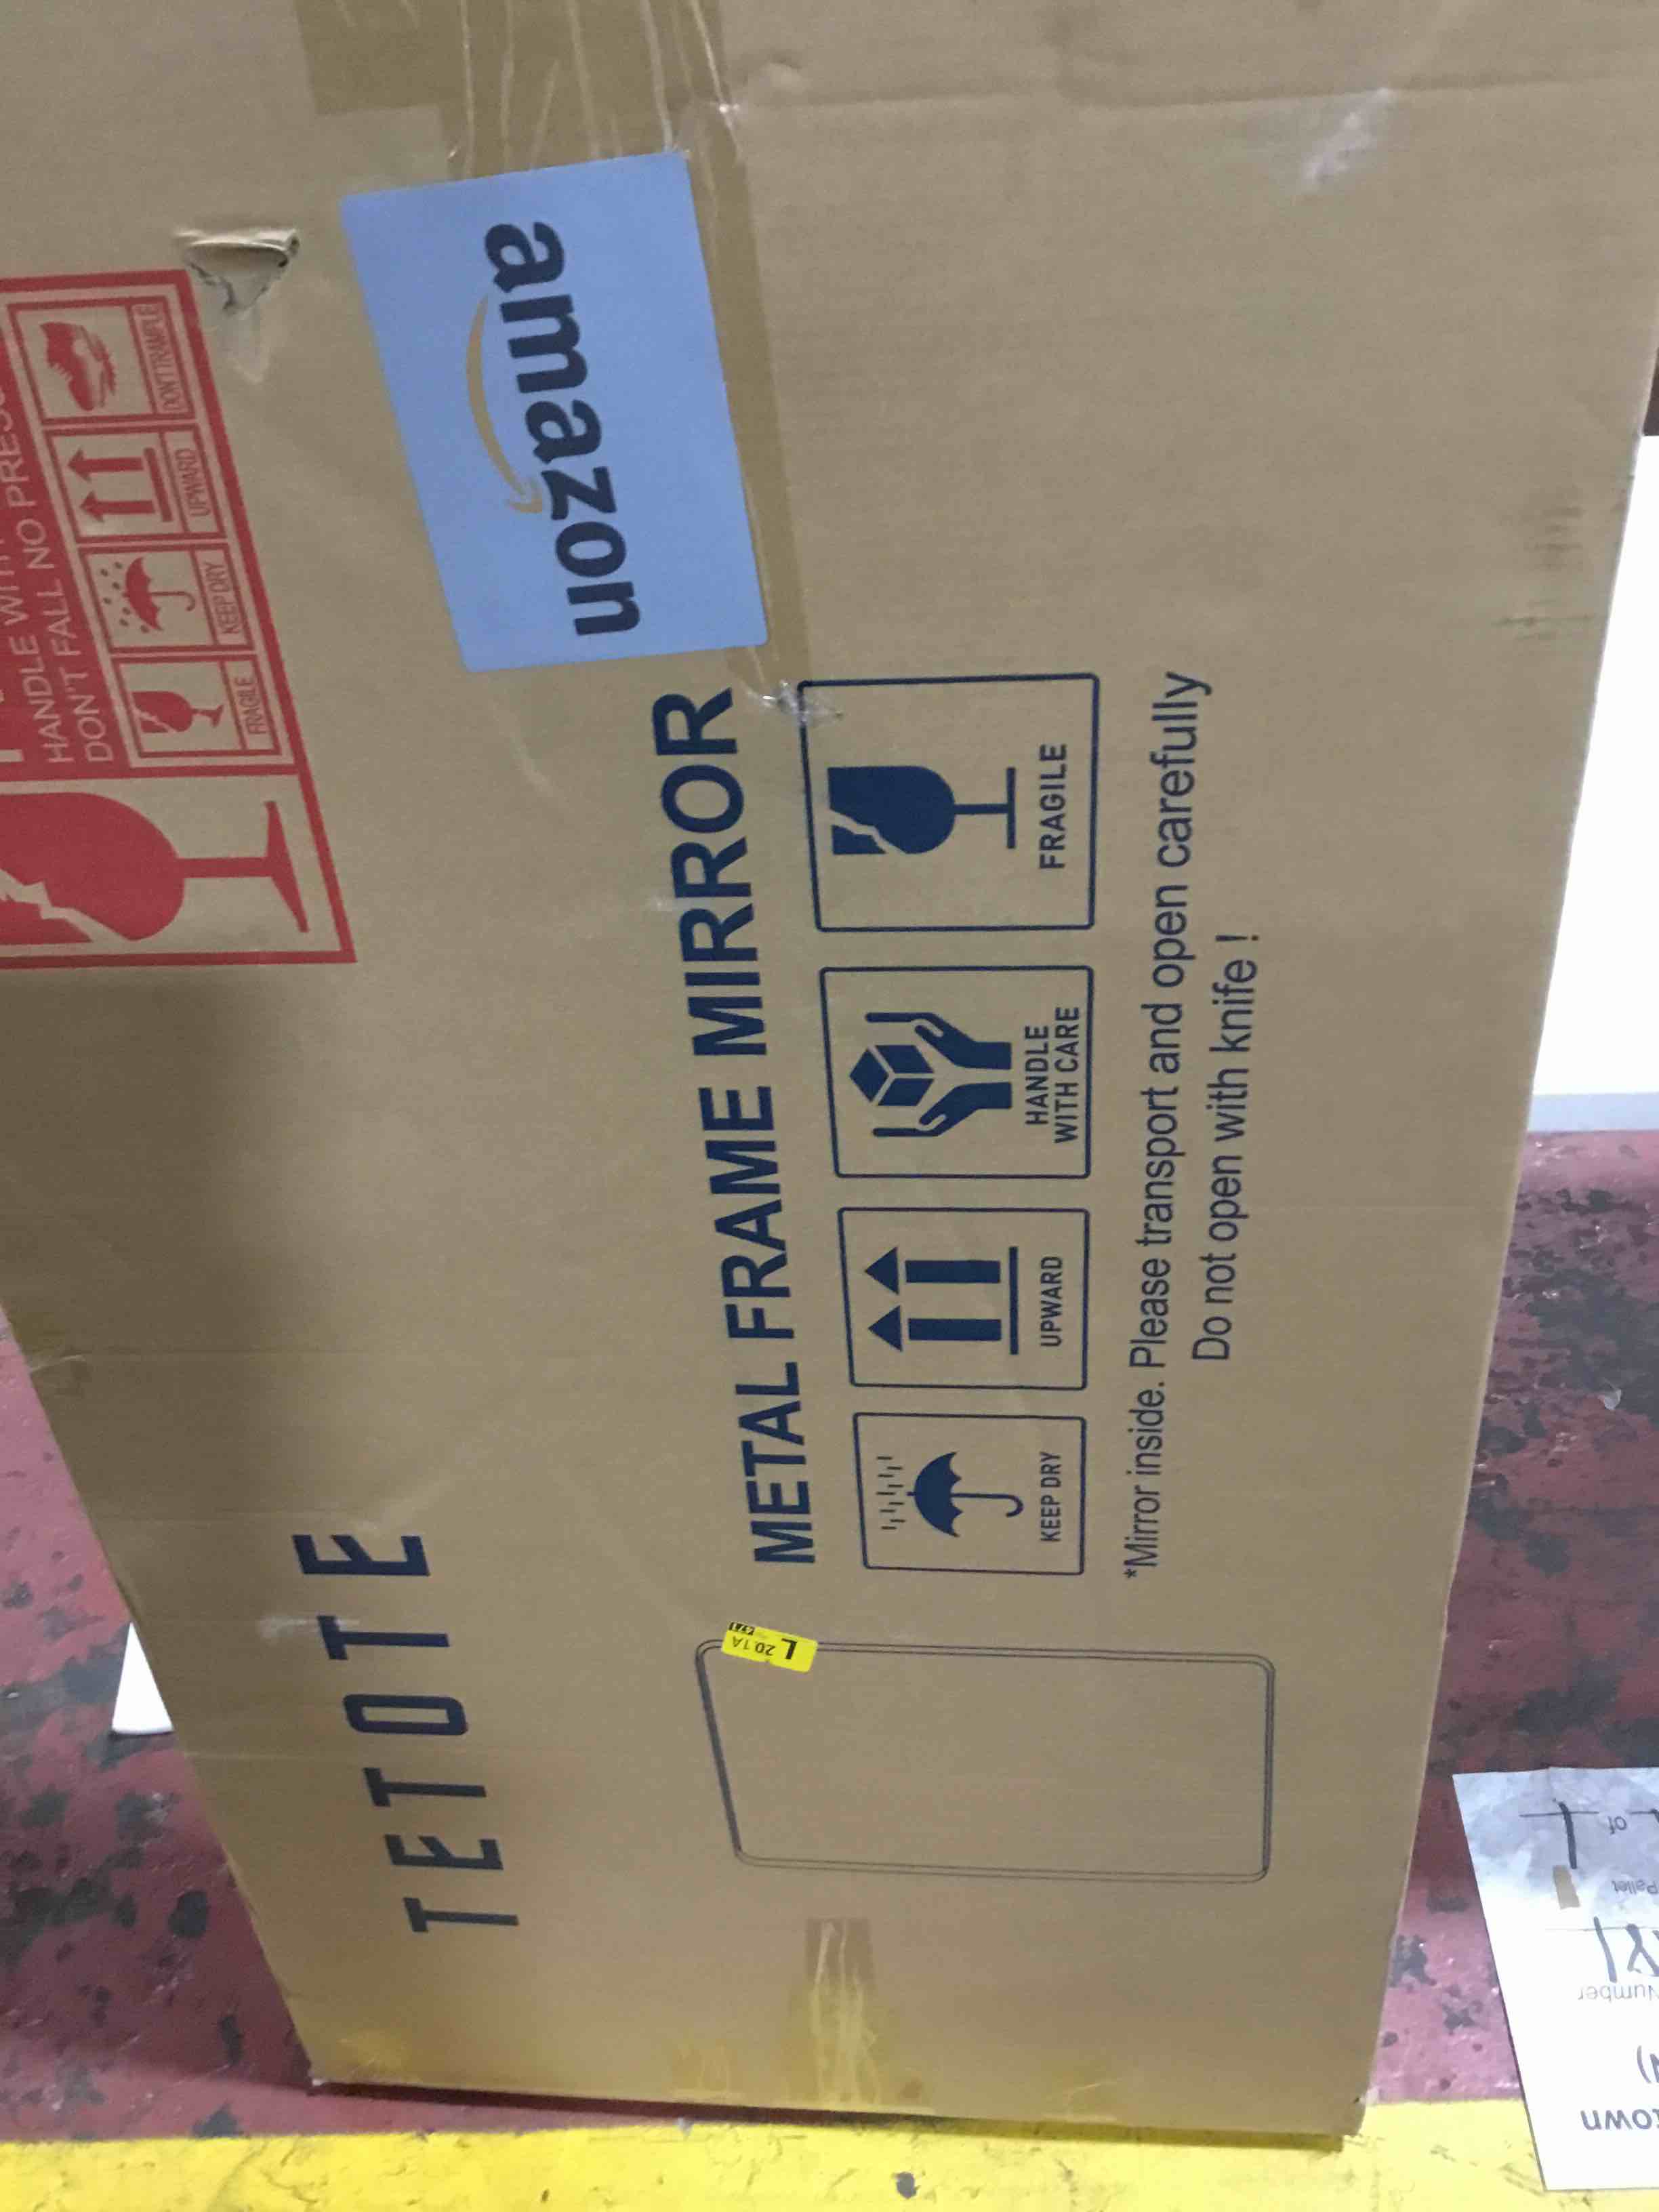 TETOTE
METAL FRAME MIRROR
KEEP DRY
UPWARD
HANDLE
WITH CARE
FRAGILE
*Mirror inside. Please transport and open carefully
Do not open with knife !
amazon
HANDLE
DON'T FALL NO
FRAGILE
KEEP DRY
UPWARD
DON'T TRAMPLE
L
20.1A
Pallet
of
Number